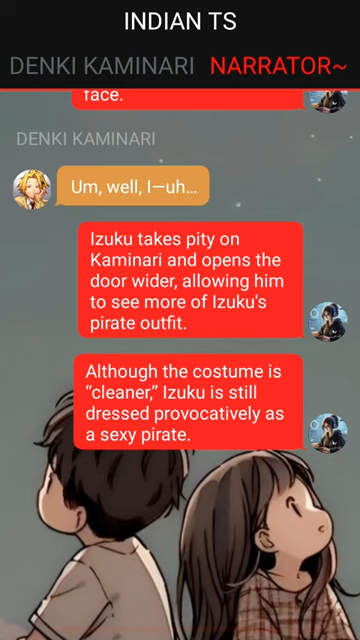 INDIAN TS
DENKI KAMINARI NARRATOR~
face.
DENKI KAMINARI
Um, well, I—uh...
Izuku takes pity on
Kaminari and opens the
door wider, allowing him
to see more of Izuku's
pirate outfit.
Although the costume is
“cleaner,” Izuku is still
dressed provocatively as
a sexy pirate.